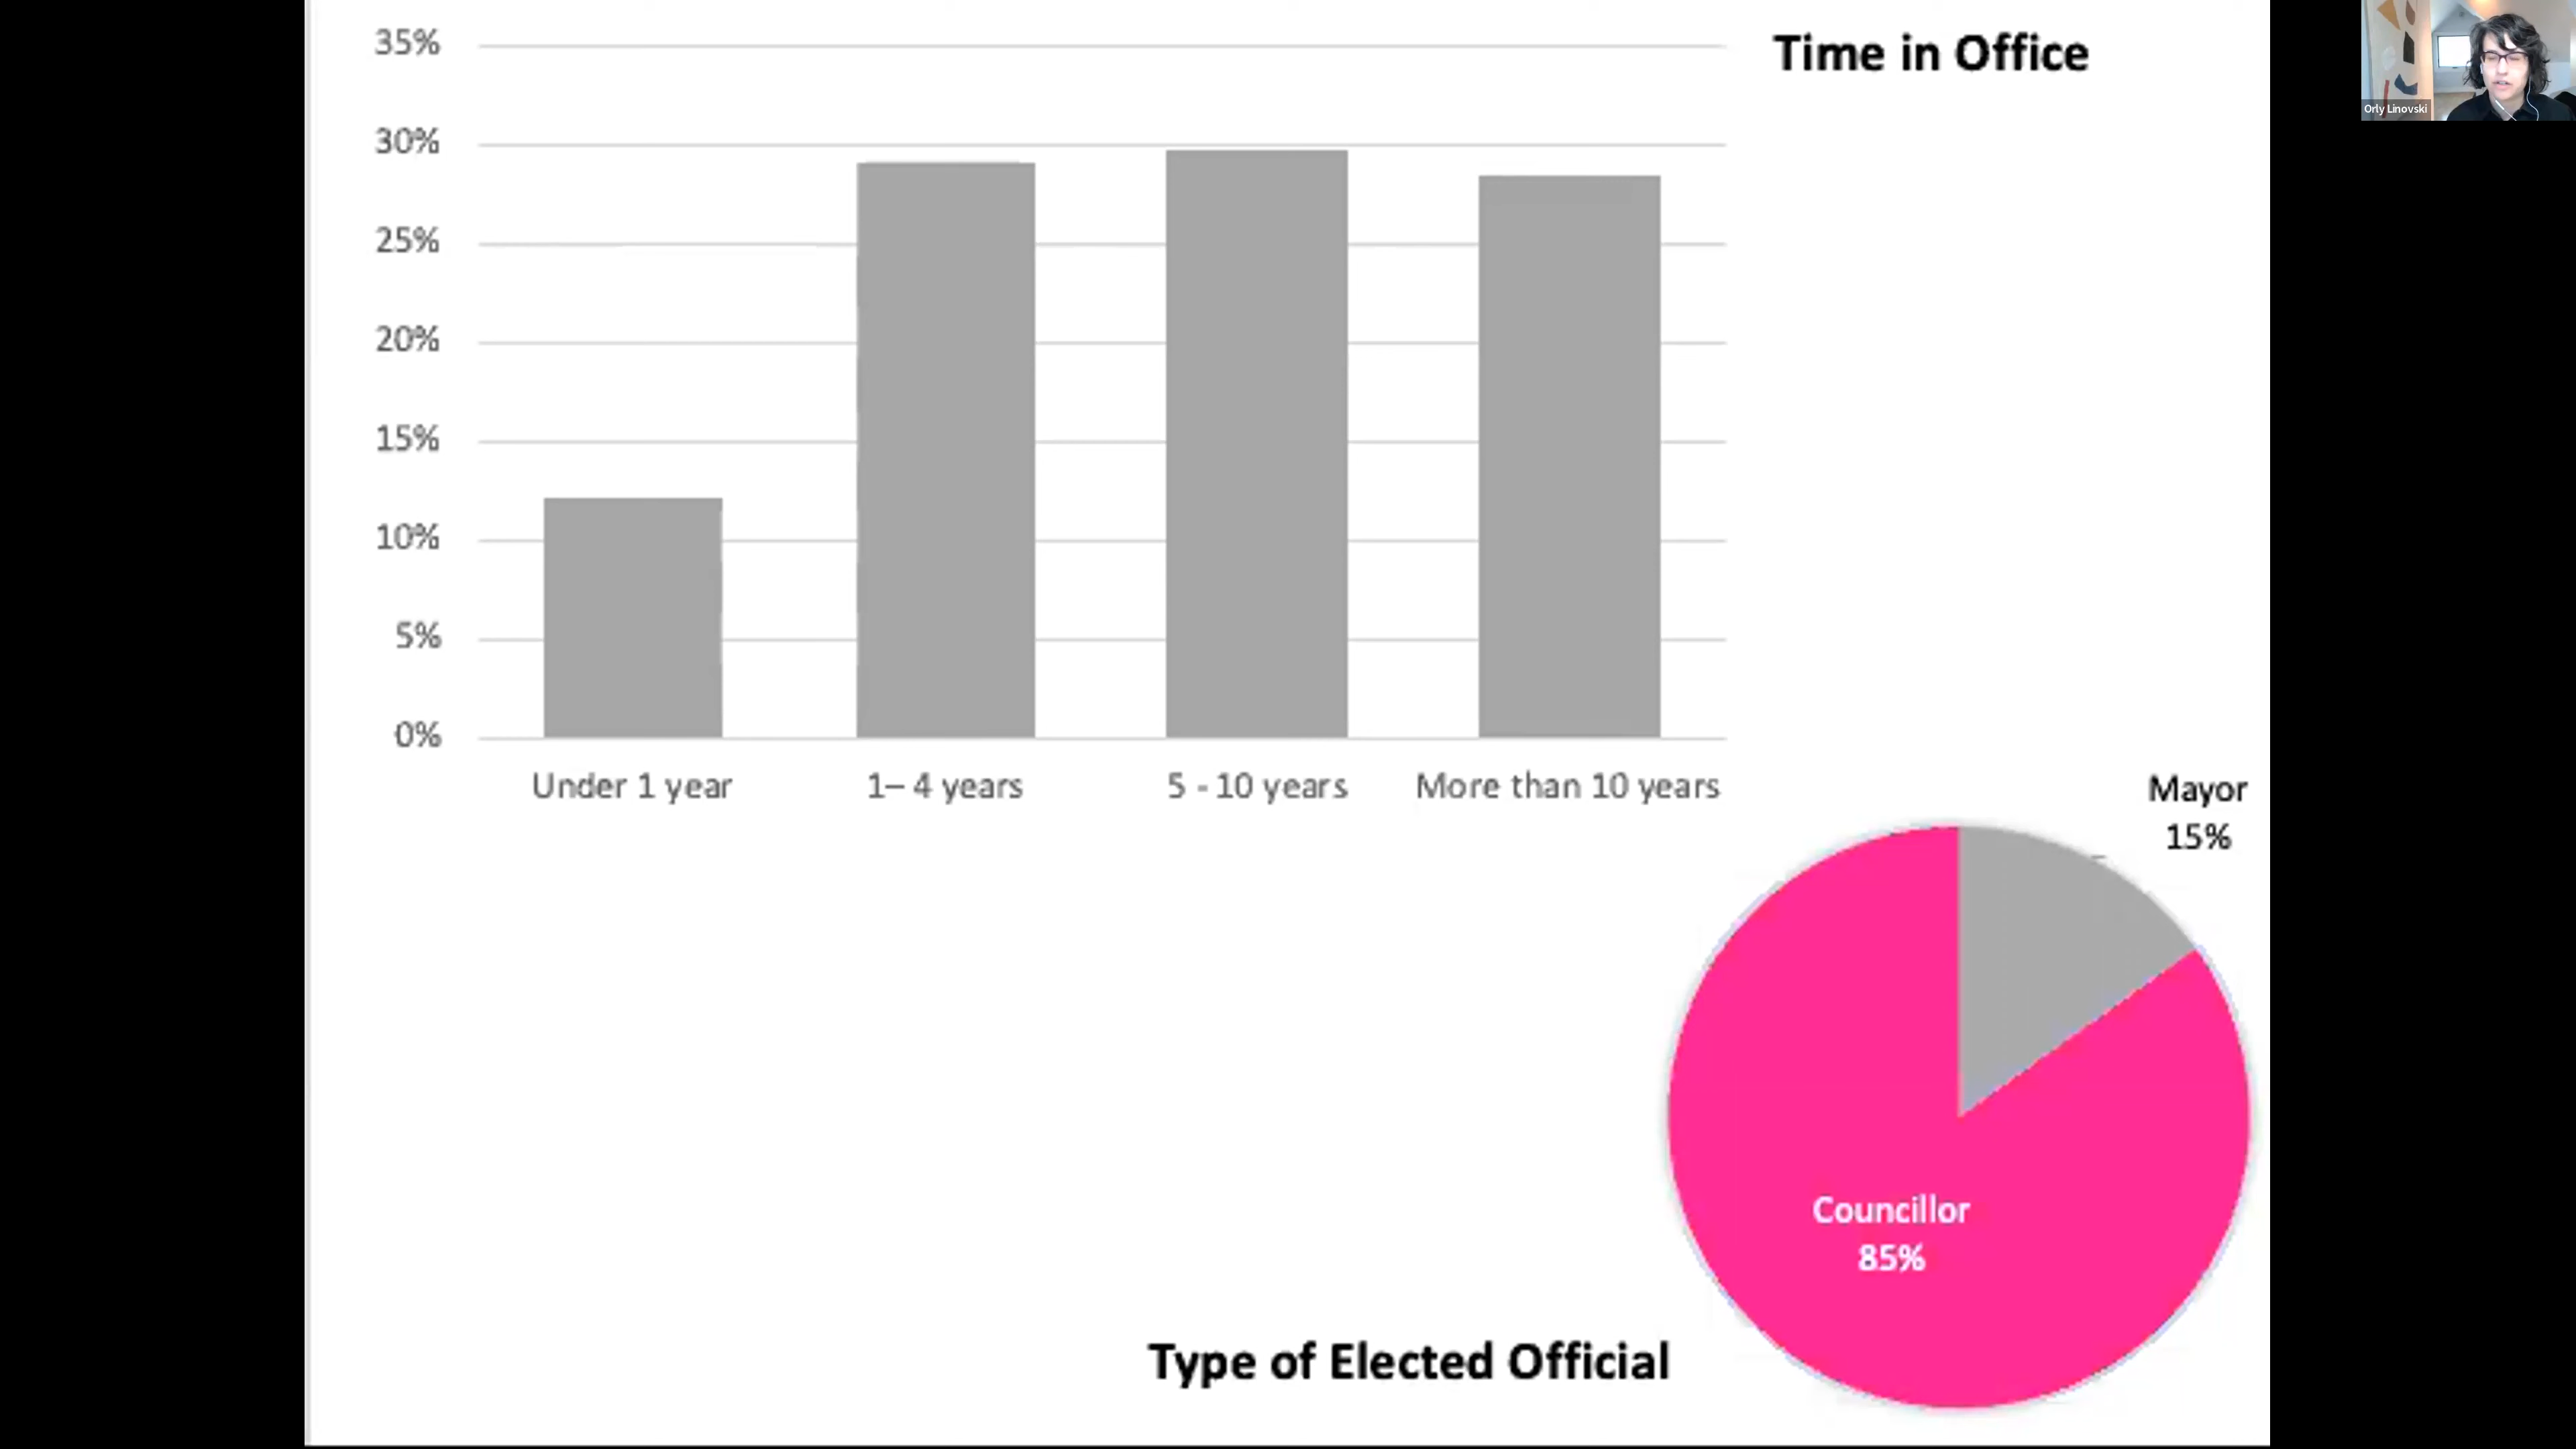 Time in Office
35%
30%
25%
20%
15%
10%
5%
0%
Under 1 year
1– 4 years
5 - 10 years
More than 10 years
Mayor
15%
Councillor
85%
Type of Elected Official
Orly Linovski